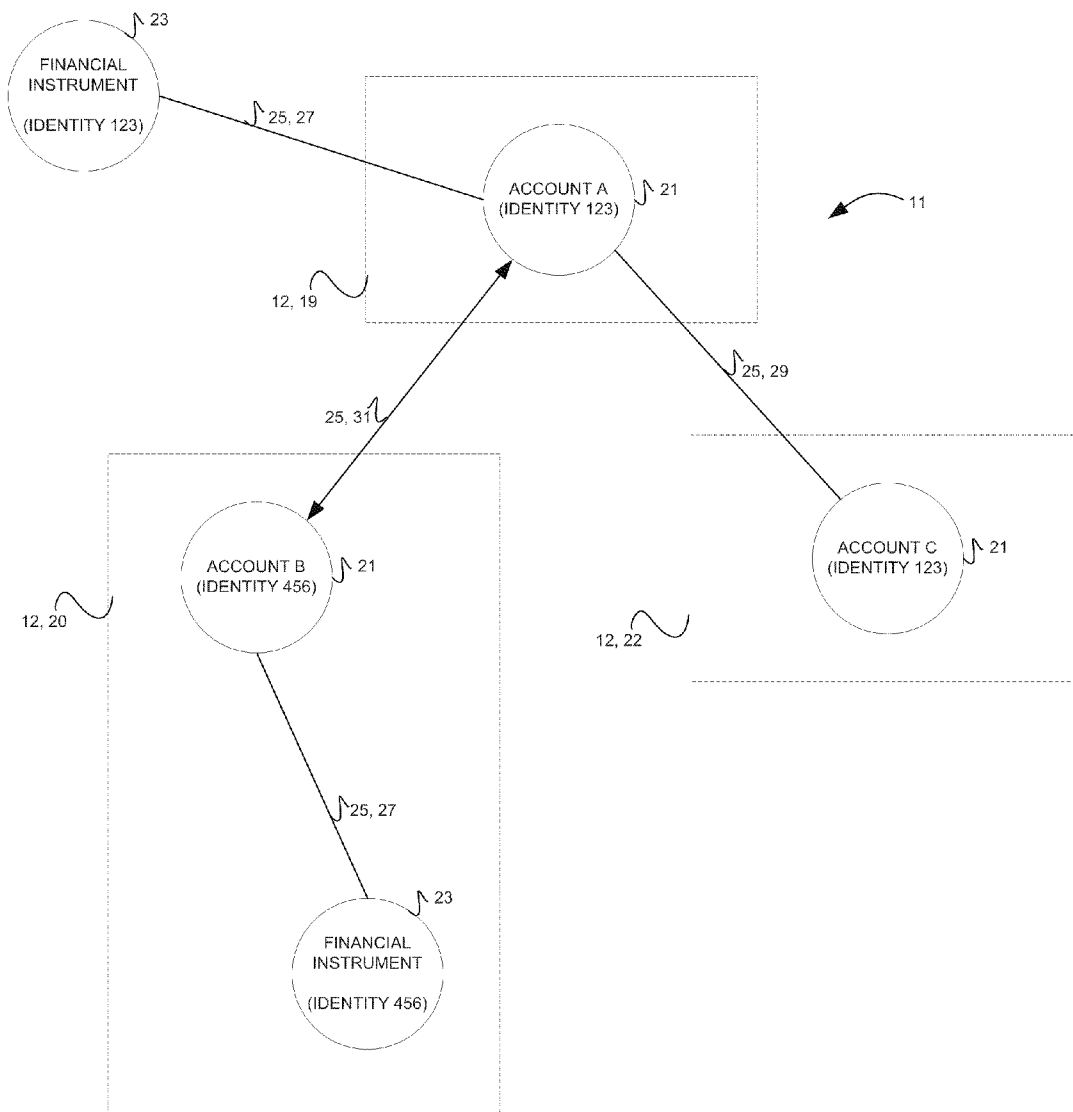 23
FINANCIAL
INSTRUMENT
(IDENTITY 123)
25, 27
ACCOUNT A
(IDENTITY 123)
21
11
12, 19
25, 29
25, 31
ACCOUNT B
(IDENTITY 456)
21
ACCOUNT C
(IDENTITY 123)
21
12, 20
12, 22
25, 27
23
FINANCIAL
INSTRUMENT
(IDENTITY 456)